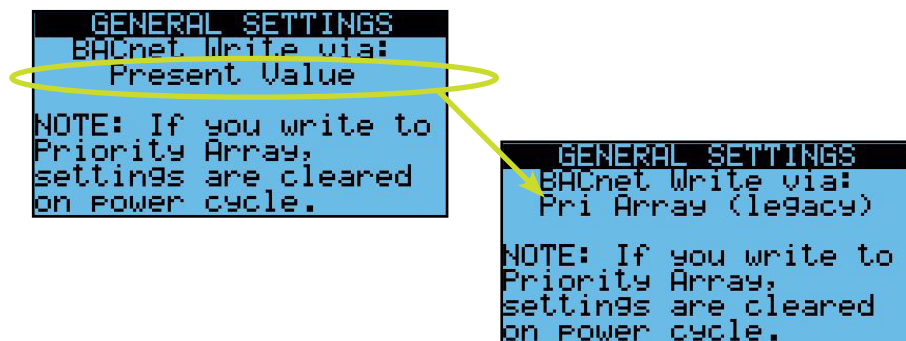 GENERAL SETTINGS
BACnet Write via:
Present Value
NOTE: If you write to
Priority Array,
settings are cleared
on power cycle.
GENERAL SETTINGS
BACnet Write via:
Pri Array (legacy)
NOTE: If you write to
Priority Array,
settings are cleared
on power cycle.